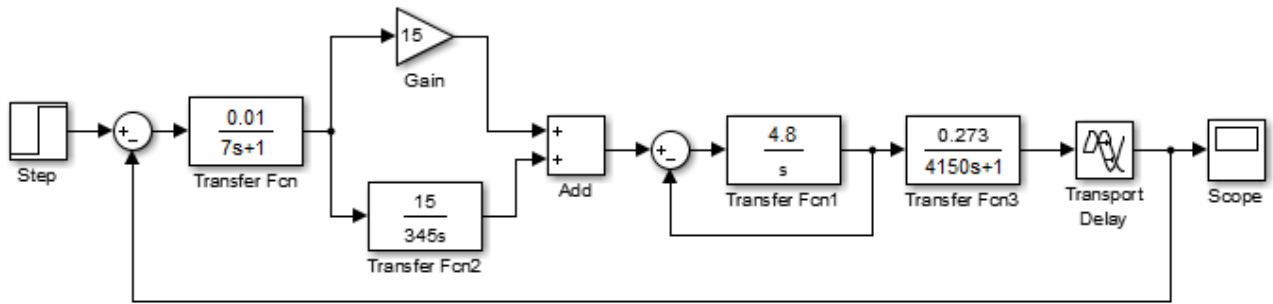 15
Gain
+
−
0.01
7s+1
Transfer Fcn
Step
+
+
Add
+
−
4.8
s
Transfer Fcn1
0.273
4150s+1
Transfer Fcn3
Transport
Delay
Scope
15
345s
Transfer Fcn2